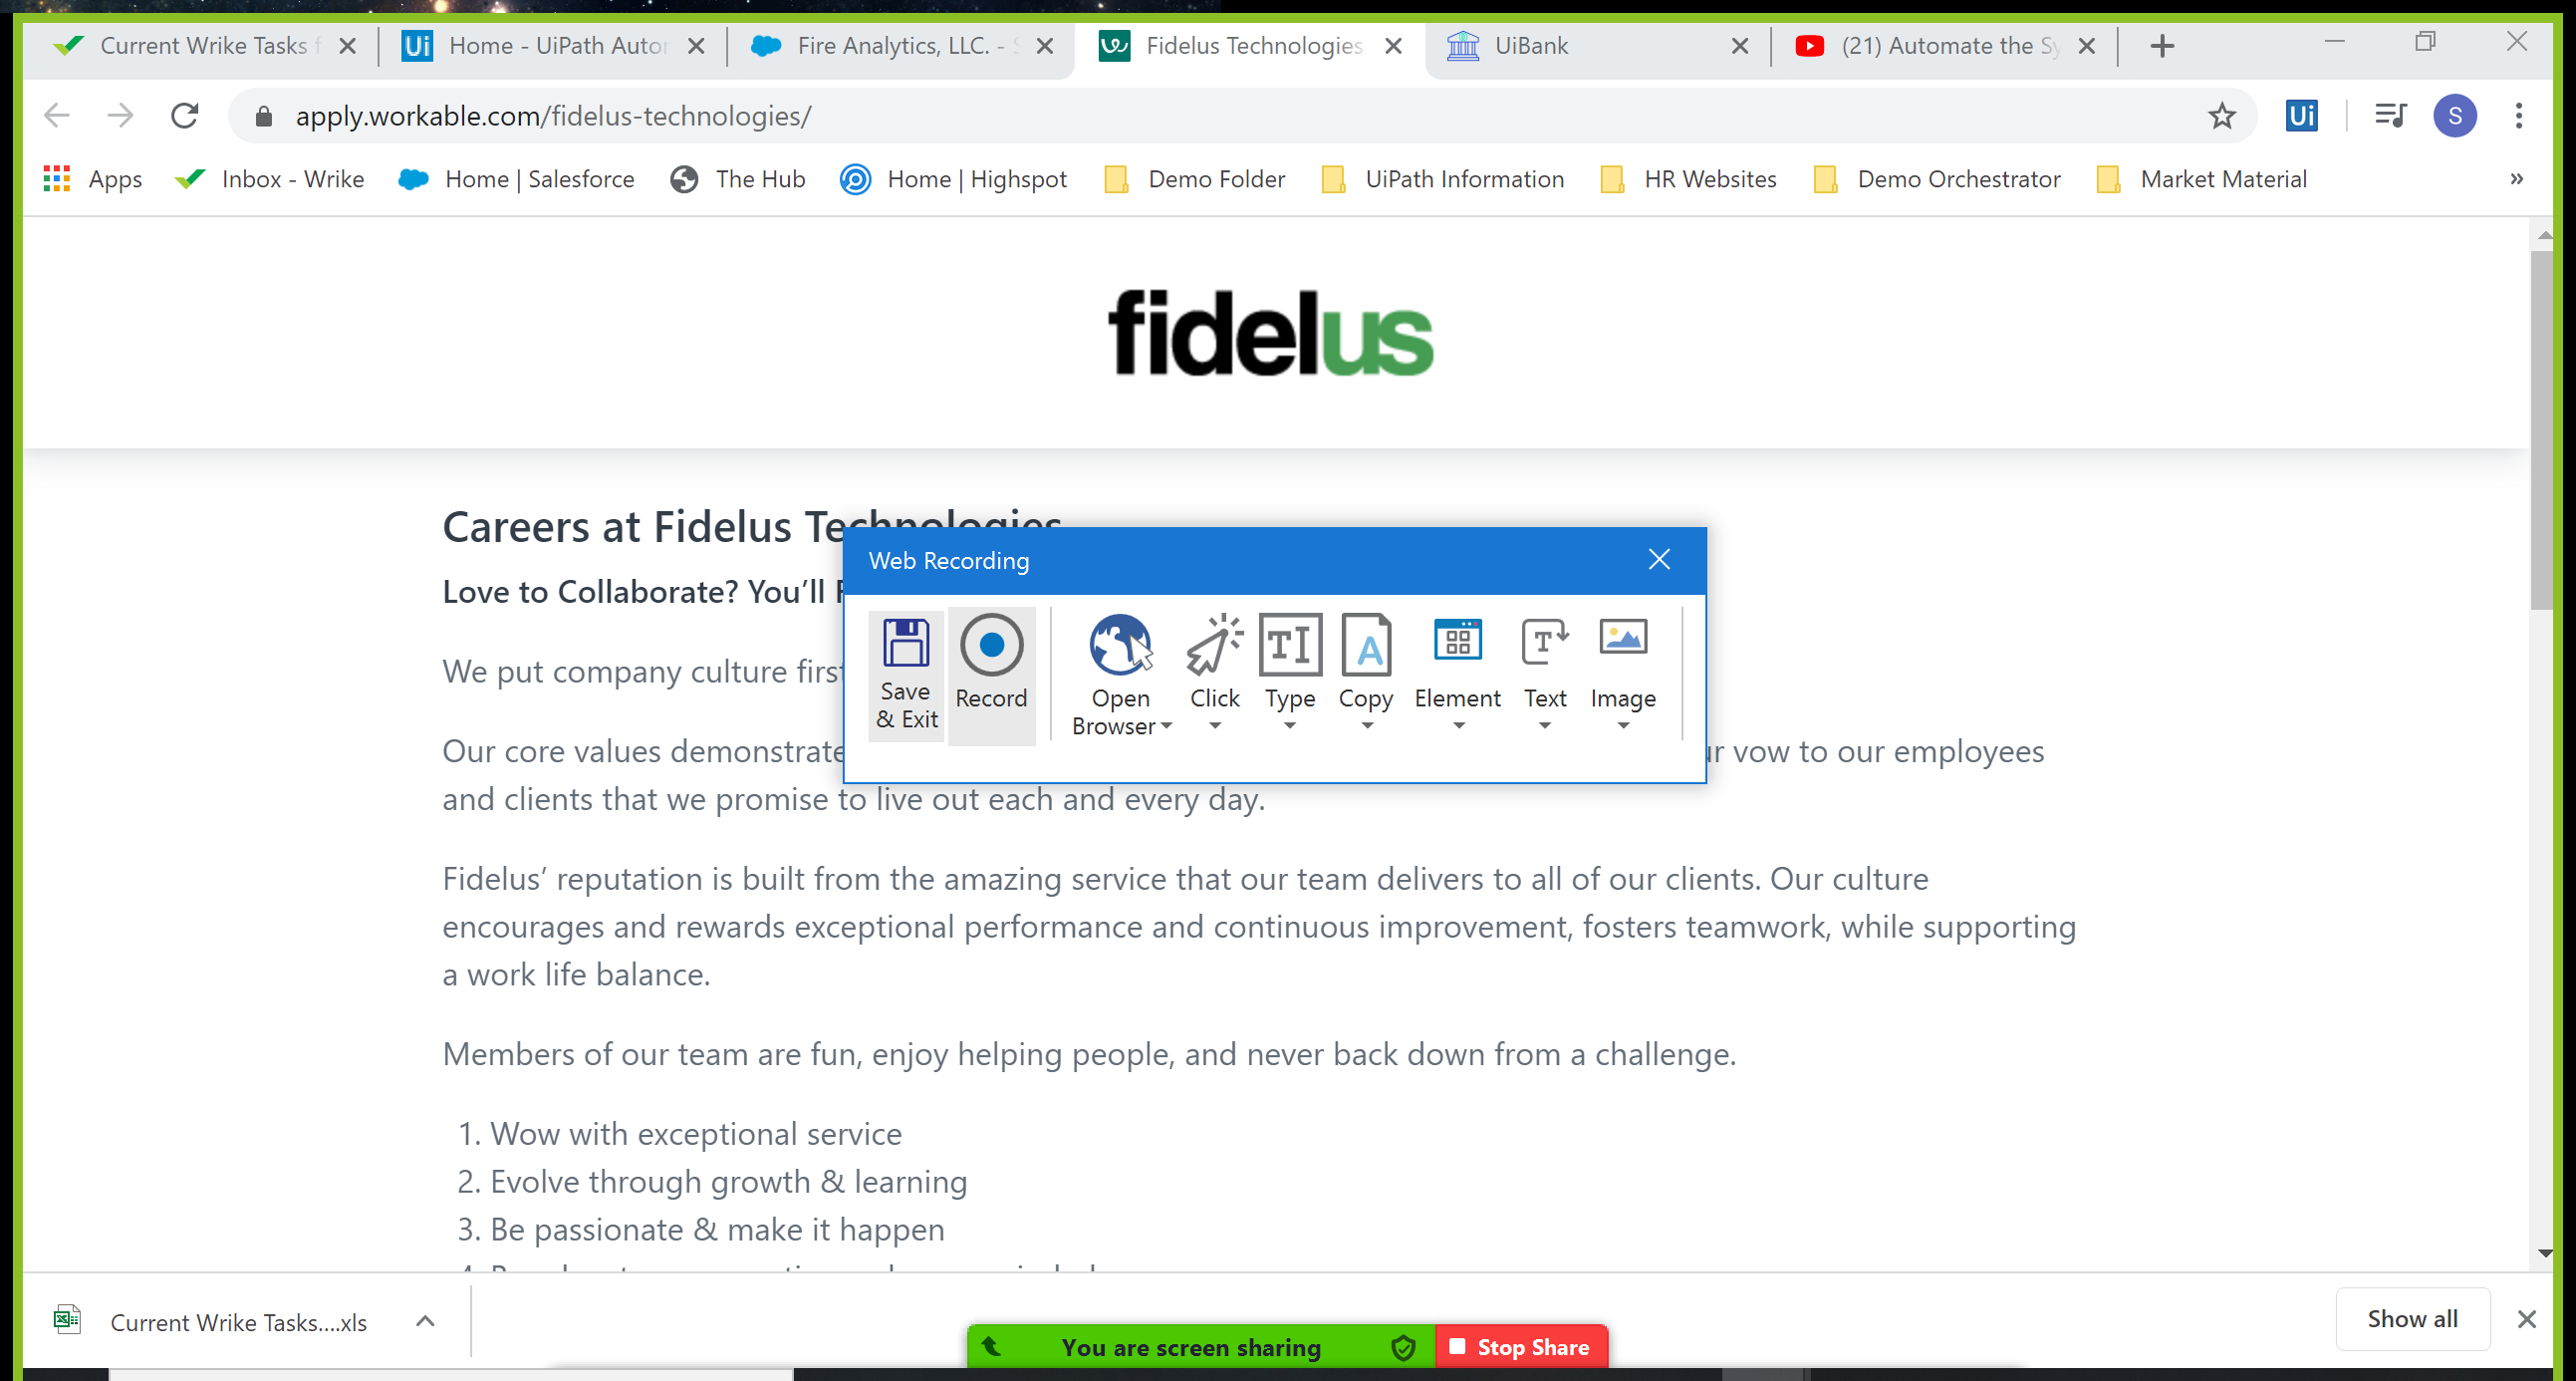 Current Wrike Tasks f
Ui Home - UiPath Autor
Fire Analytics, LLC. - S
Fidelus Technologies
UiBank
(21) Automate the Sy
apply.workable.com/fidelus-technologies/
Ui
S
Apps
Inbox - Wrike
Home | Salesforce
The Hub
Home | Highspot
Demo Folder
UiPath Information
HR Websites
Demo Orchestrator
Market Material
»
fidelus
Careers at Fidelus Technologies
Love to Collaborate? You’ll
We put company culture first
Our core values demonstrate
vow to our employees
and clients that we promise to live out each and every day.
Web Recording
Save & Exit
Record
Open Browser
Click
TI Type
A Copy
Element
T Text
Image
Fidelus’ reputation is built from the amazing service that our team delivers to all of our clients. Our culture
encourages and rewards exceptional performance and continuous improvement, fosters teamwork, while supporting
a work life balance.
Members of our team are fun, enjoy helping people, and never back down from a challenge.
1. Wow with exceptional service
2. Evolve through growth & learning
3. Be passionate & make it happen
Current Wrike Tasks....xls
Show all
You are screen sharing
Stop Share